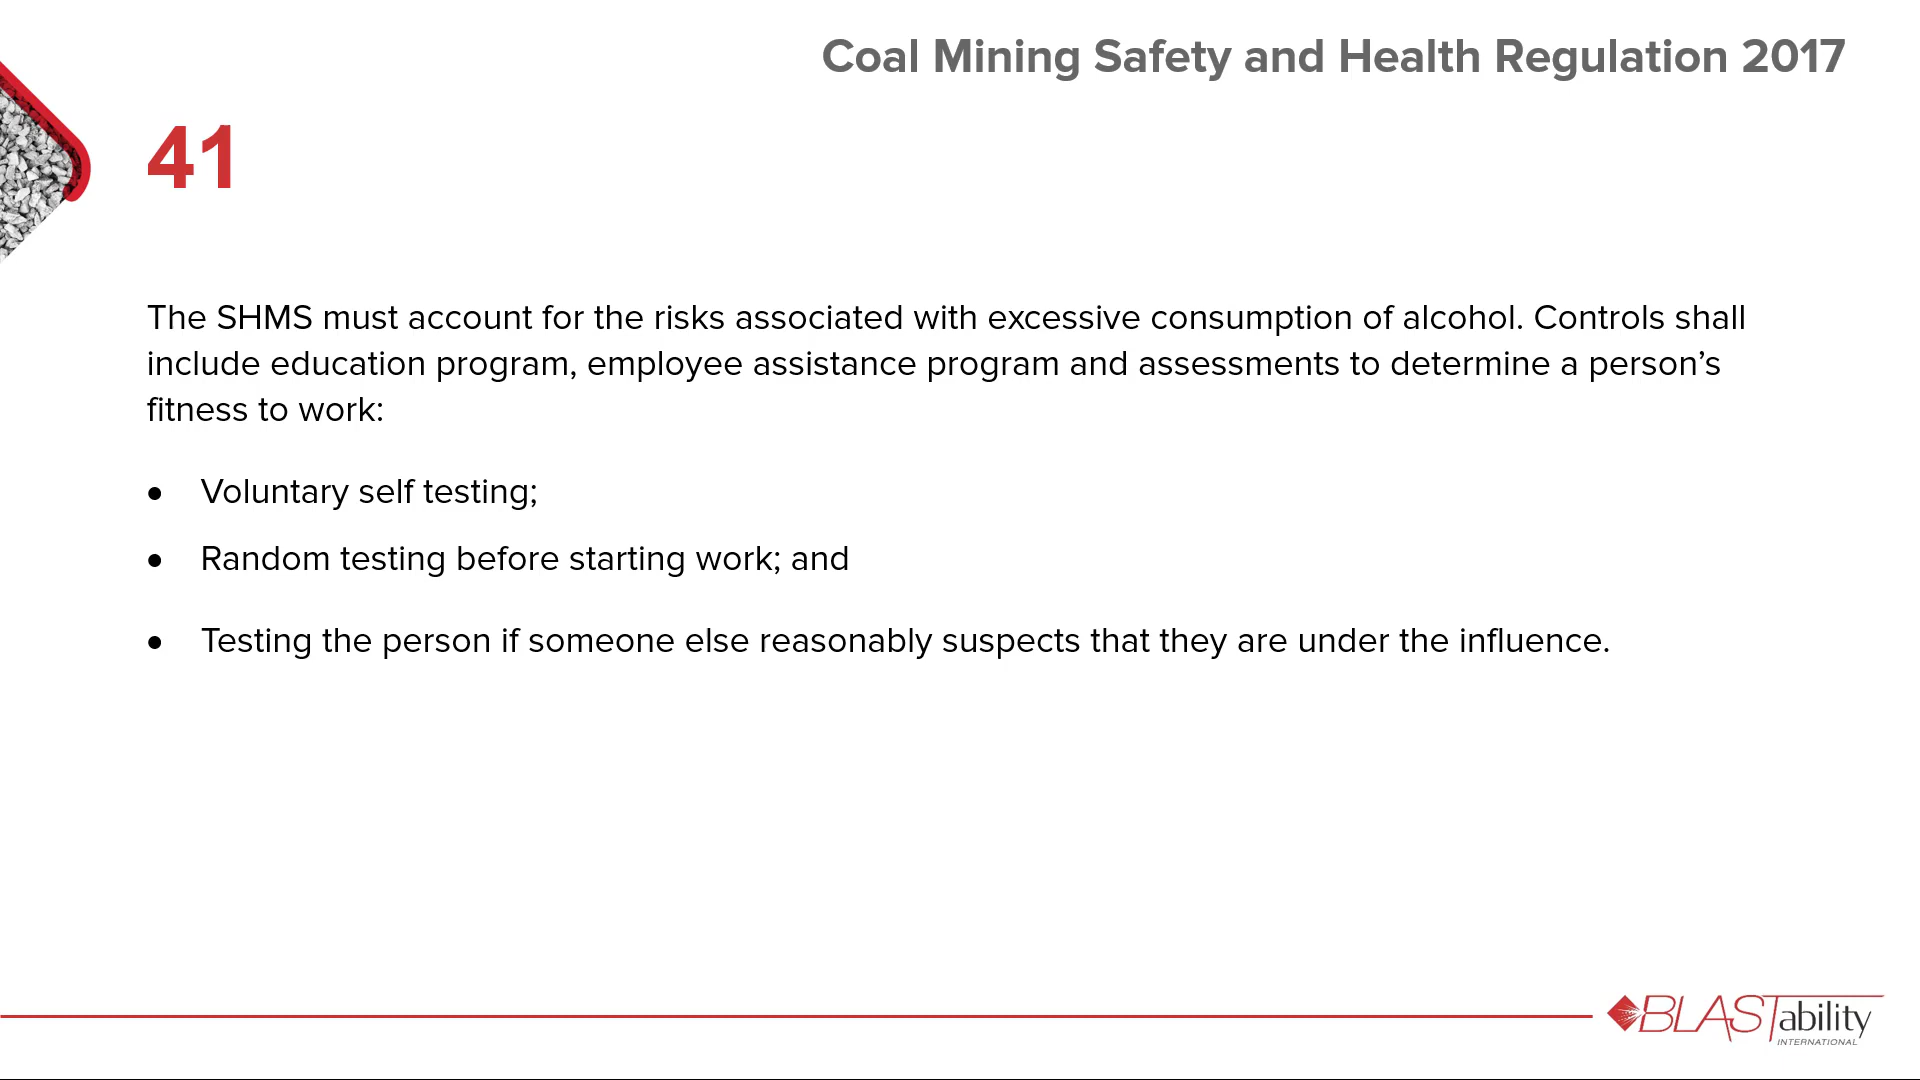 Coal Mining Safety and Health Regulation 2017
41
The SHMS must account for the risks associated with excessive consumption of alcohol. Controls shall
include education program, employee assistance program and assessments to determine a person’s
fitness to work:
• Voluntary self testing;
• Random testing before starting work; and
• Testing the person if someone else reasonably suspects that they are under the influence.
BLASTability
INTERNATIONAL